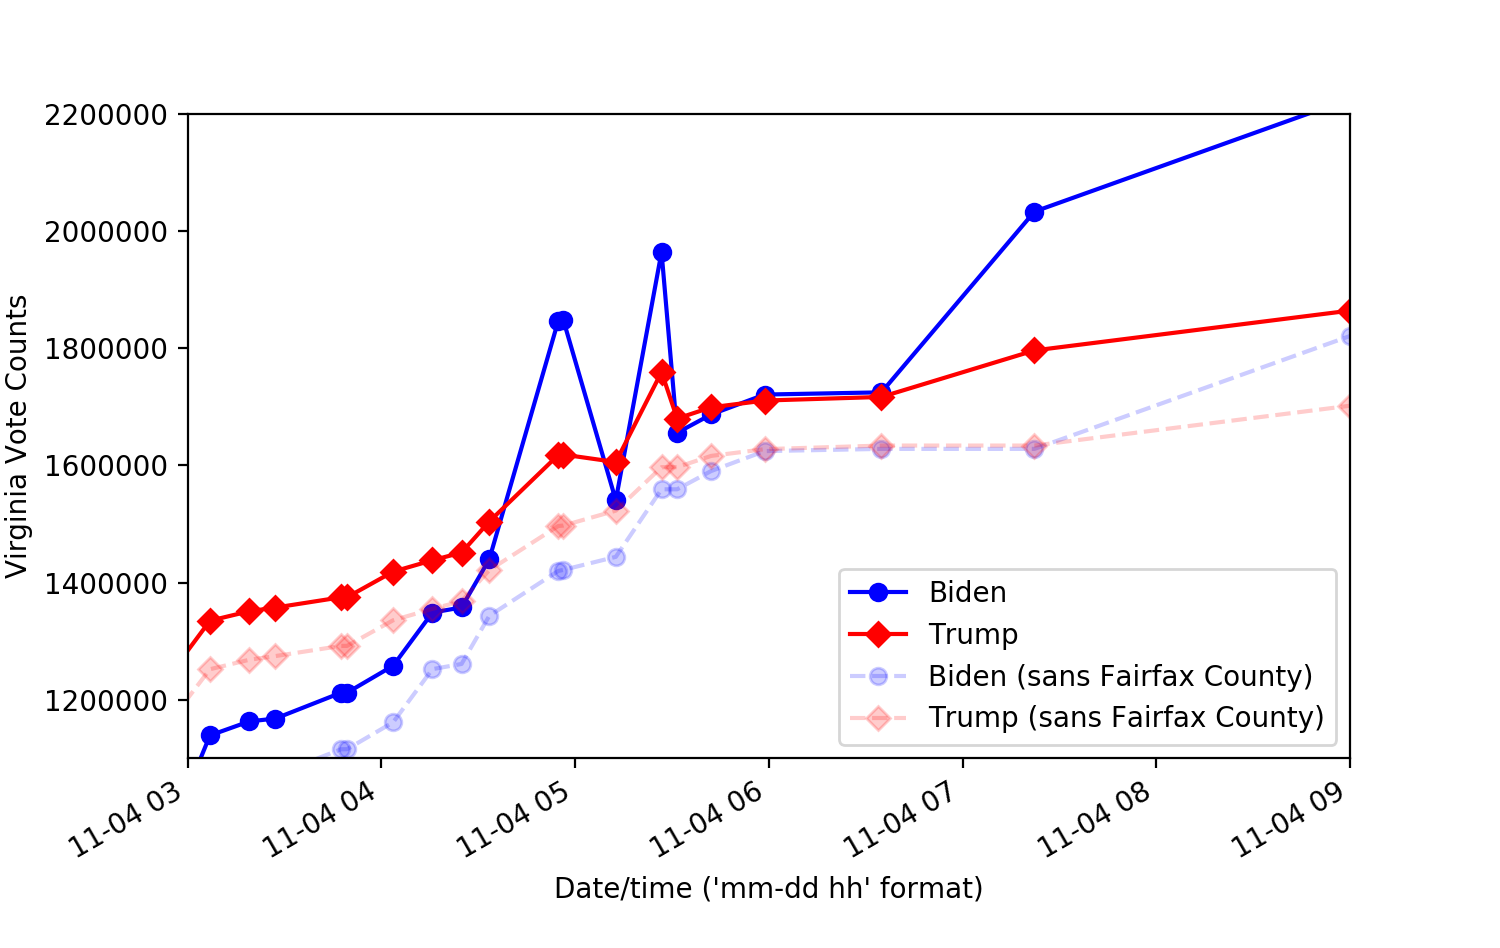 2200000
2000000
1800000
1600000
1400000
1200000
Virginia Vote Counts
Biden
Trump
Biden (sans Fairfax County)
Trump (sans Fairfax County)
11-04 03
11-04 04
11-04 05
11-04 06
11-04 07
11-04 08
11-04 09
Date/time ('mm-dd hh' format)